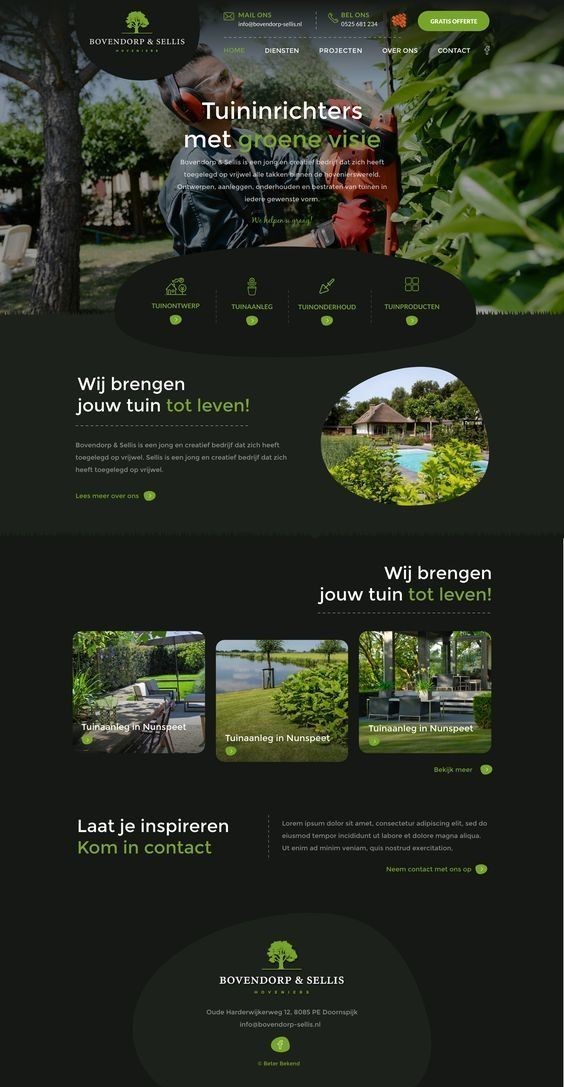 MAIL ONS
info@bovendorp-sellis.nl
BEL ONS
0525 681 234
GRATIS OFFERTE
BOVENDORP & SELLIS
HOVENIERS
HOME
DIENSTEN
PROJECTEN
OVER ONS
CONTACT
Tuininrichters
met groene visie
Bovendorp & Sellis is een jong en creatief bedrijf dat zich heeft
toegelegd op vrijwel alle takken binnen de hovenierswereld.
Ontwerpen, aanleggen, onderhouden en bestraten van tuinen in
iedere gewenste vorm.
We helpen u graag!
TUINONTWERP
TUINAANLEG
TUINONDERHOUD
TUINPRODUCTEN
Wij brengen
jouw tuin tot leven!
Bovendorp & Sellis is een jong en creatief bedrijf dat zich heeft
toegelegd op vrijwel. Sellis is een jong en creatief bedrijf dat zich
heeft toegelegd op vrijwel.
Lees meer over ons
Wij brengen
jouw tuin tot leven!
Tuinaanleg in Nunspeet
Tuinaanleg in Nunspeet
Tuinaanleg in Nunspeet
Bekijk meer
Laat je inspireren
Kom in contact
Lorem ipsum dolor sit amet, consectetur adipiscing elit, sed do
eiusmod tempor incididunt ut labore et dolore magna aliqua.
Ut enim ad minim veniam, quis nostrud exercitation,
Neem contact met ons op
BOVENDORP & SELLIS
HOVENIERS
Oude Harderwijkerweg 12, 8085 PE Doornspijk
info@bovendorp-sellis.nl
© Beter Bekend